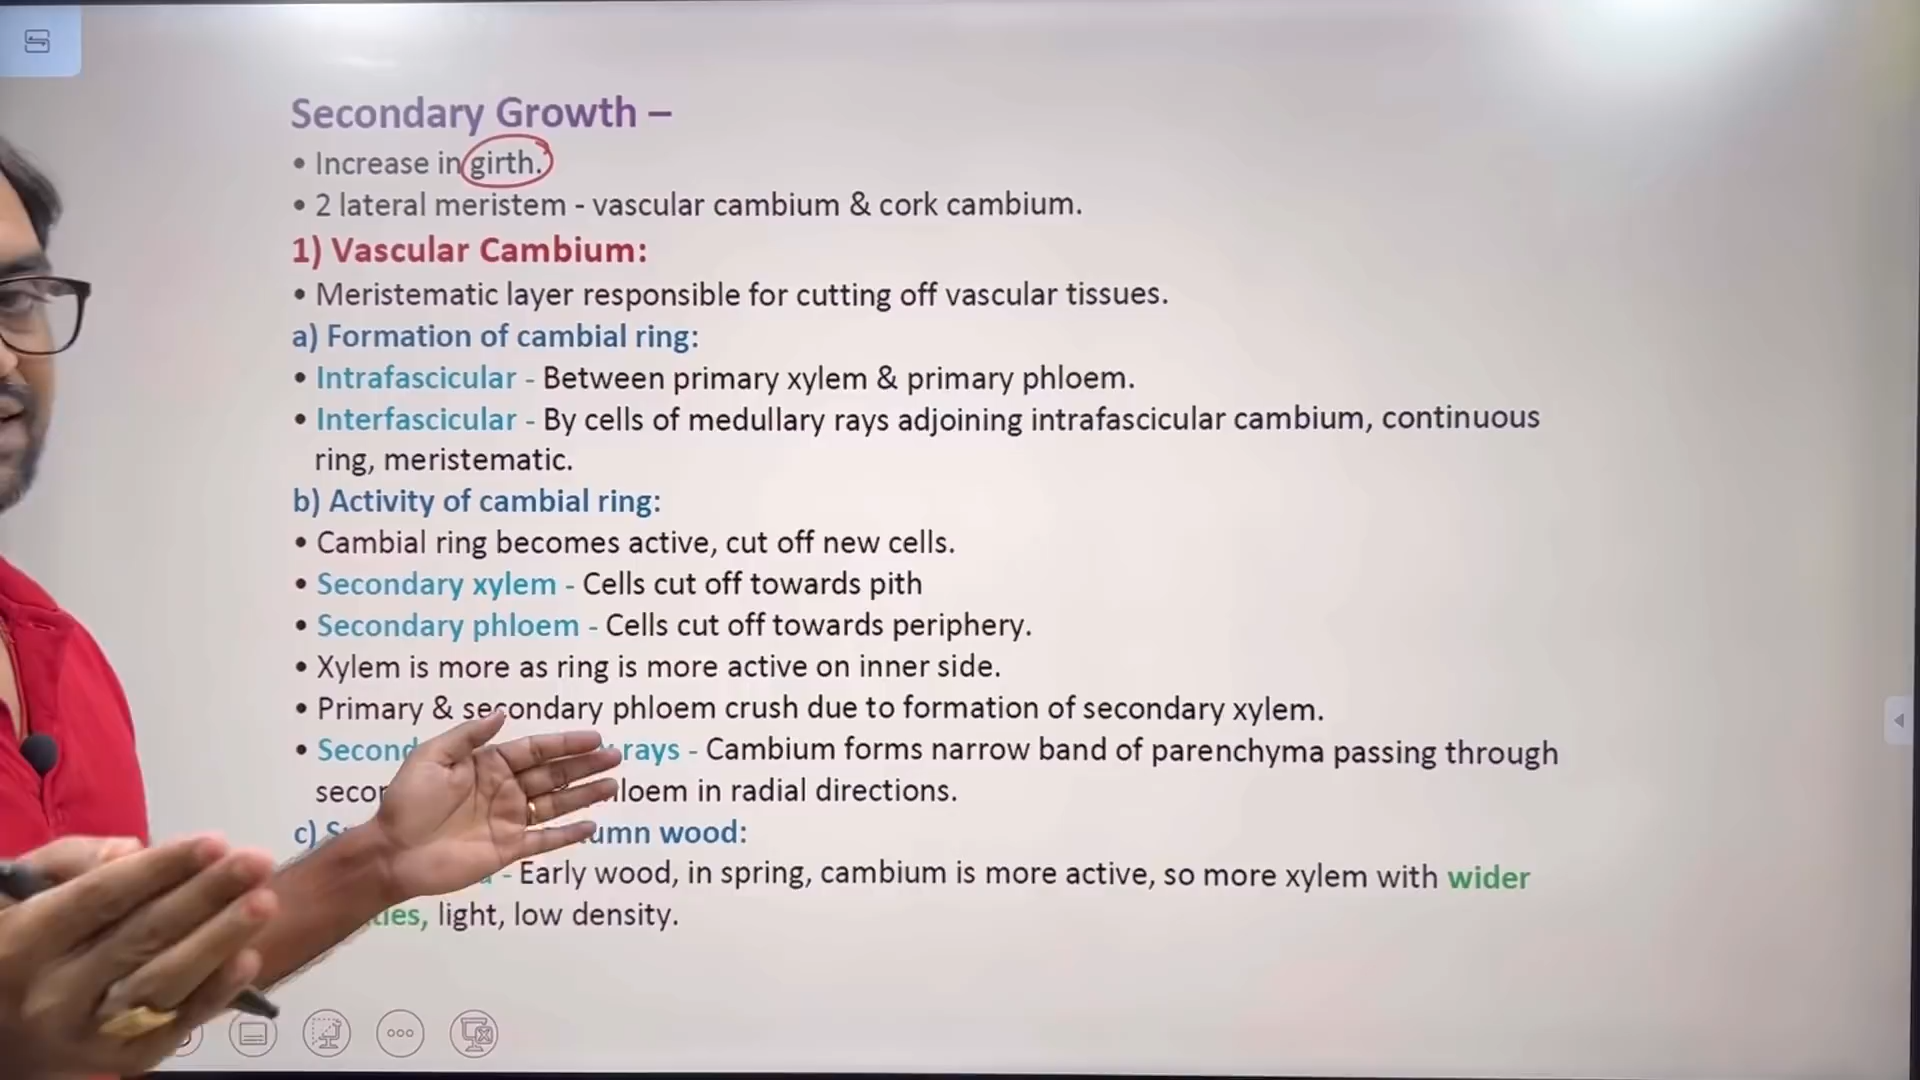 Secondary Growth –
• Increase in girth.
• 2 lateral meristem - vascular cambium & cork cambium.
1) Vascular Cambium:
• Meristematic layer responsible for cutting off vascular tissues.
a) Formation of cambial ring:
• Intrafascicular - Between primary xylem & primary phloem.
• Interfascicular - By cells of medullary rays adjoining intrafascicular cambium, continuous
ring, meristematic.
b) Activity of cambial ring:
• Cambial ring becomes active, cut off new cells.
• Secondary xylem - Cells cut off towards pith
• Secondary phloem - Cells cut off towards periphery.
• Xylem is more as ring is more active on inner side.
• Primary & secondary phloem crush due to formation of secondary xylem.
• rays - Cambium forms narrow band of parenchyma passing through
in radial directions.
c) wood:
- Early wood, in spring, cambium is more active, so more xylem with wider
light, low density.